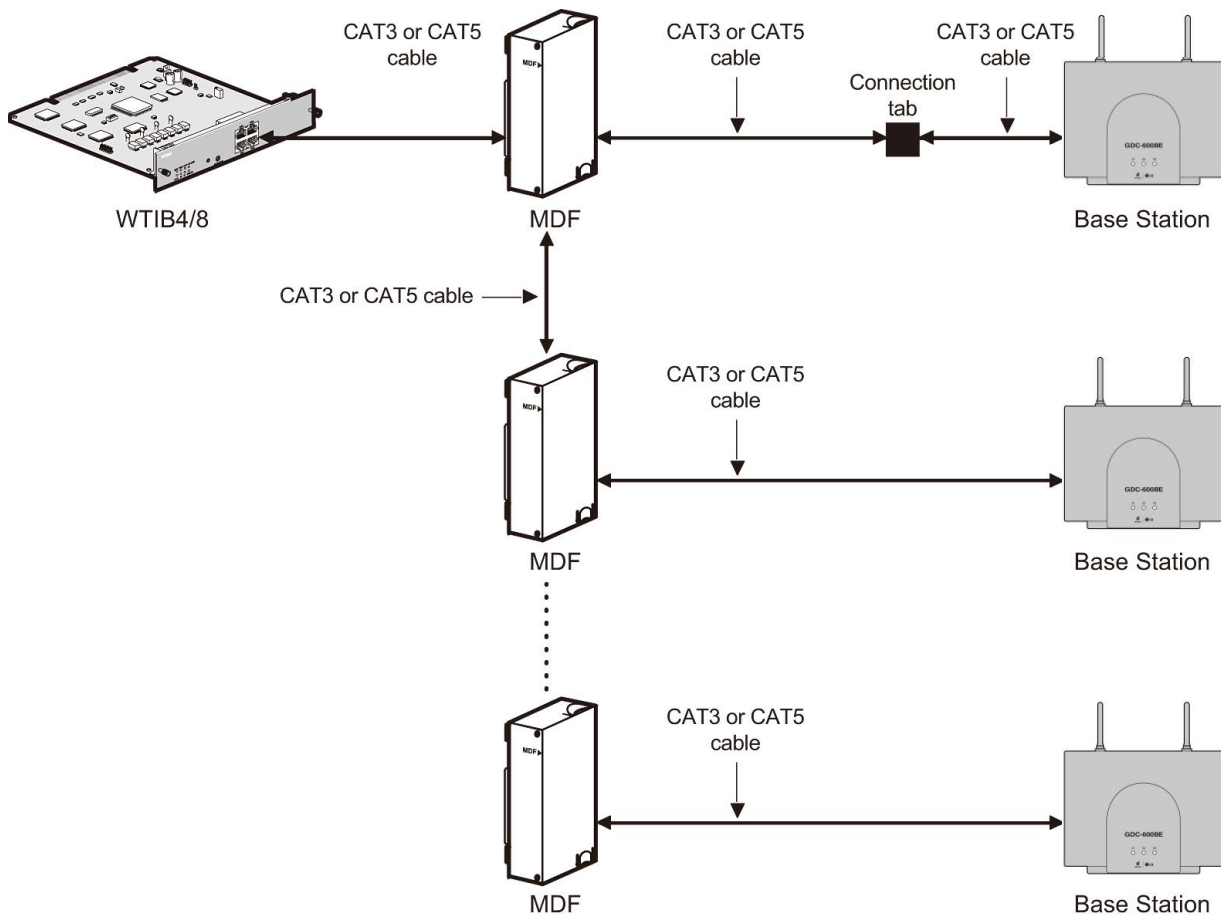 CAT3 or CAT5
cable
CAT3 or CAT5
cable
CAT3 or CAT5
cable
Connection
tab
MDF
GDC-600BE
WTIB4/8
MDF
Base Station
CAT3 or CAT5 cable
CAT3 or CAT5
cable
MDF
GDC-600BE
MDF
Base Station
CAT3 or CAT5
cable
MDF
GDC-600BE
MDF
Base Station